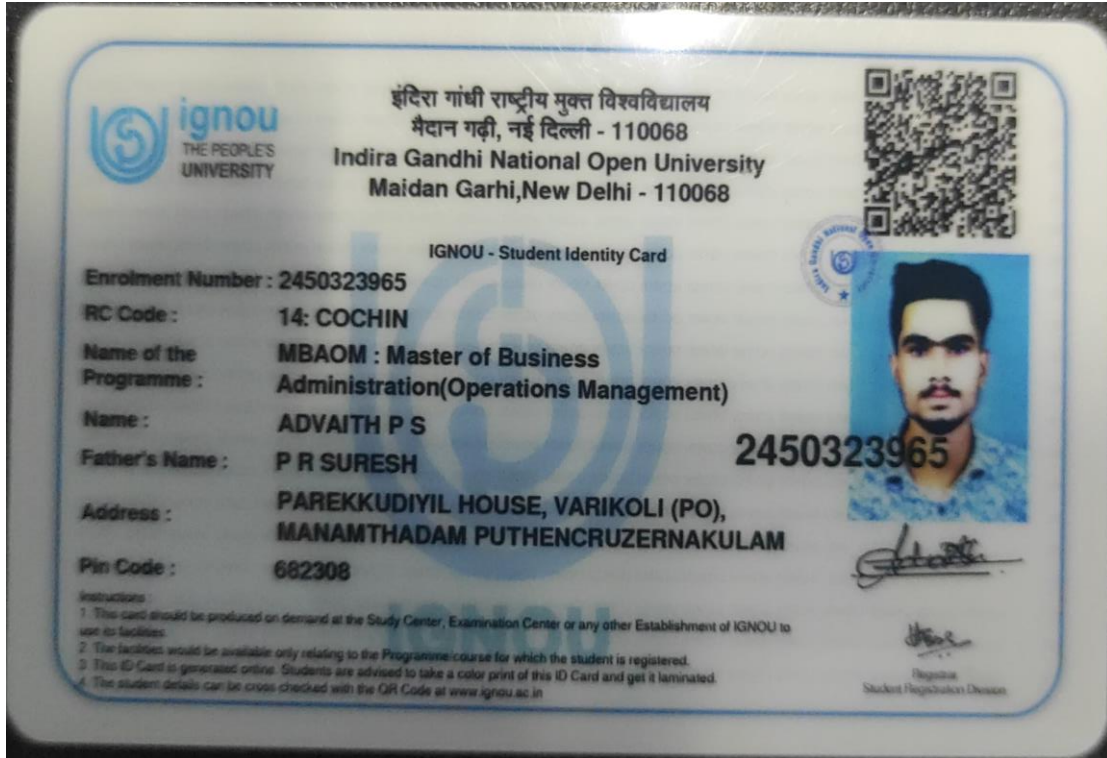 ignou
THE PEOPLE'S
UNIVERSITY
इंदिरा गांधी राष्ट्रीय मुक्त विश्वविद्यालय
मैदान गढ़ी, नई दिल्ली - 110068
Indira Gandhi National Open University
Maidan Garhi,New Delhi - 110068
IGNOU - Student Identity Card
Enrolment Number : 2450323965
RC Code : 14: COCHIN
Name of the Programme : MBAOM : Master of Business
Administration(Operations Management)
Name : ADVAITH P S
Father's Name : P R SURESH
2450323965
Address : PAREKKUDIYIL HOUSE, VARIKOLI (PO),
MANAMTHADAM PUTHENCRUZERNAKULAM
Pin Code : 682308
IGNOU
Instructions :
1. This card should be produced on demand at the Study Center, Examination Center or any other Establishment of IGNOU to
use its facilities.
2. The facilities would be available only relating to the Programme/course for which the student is registered.
3. This ID Card is generated online. Students are advised to take a color print of this ID Card and get it laminated.
4. The student details can be cross checked with the QR Code at www.ignou.ac.in
Registrar
Student Registration Division
Indira Gandhi National Open University